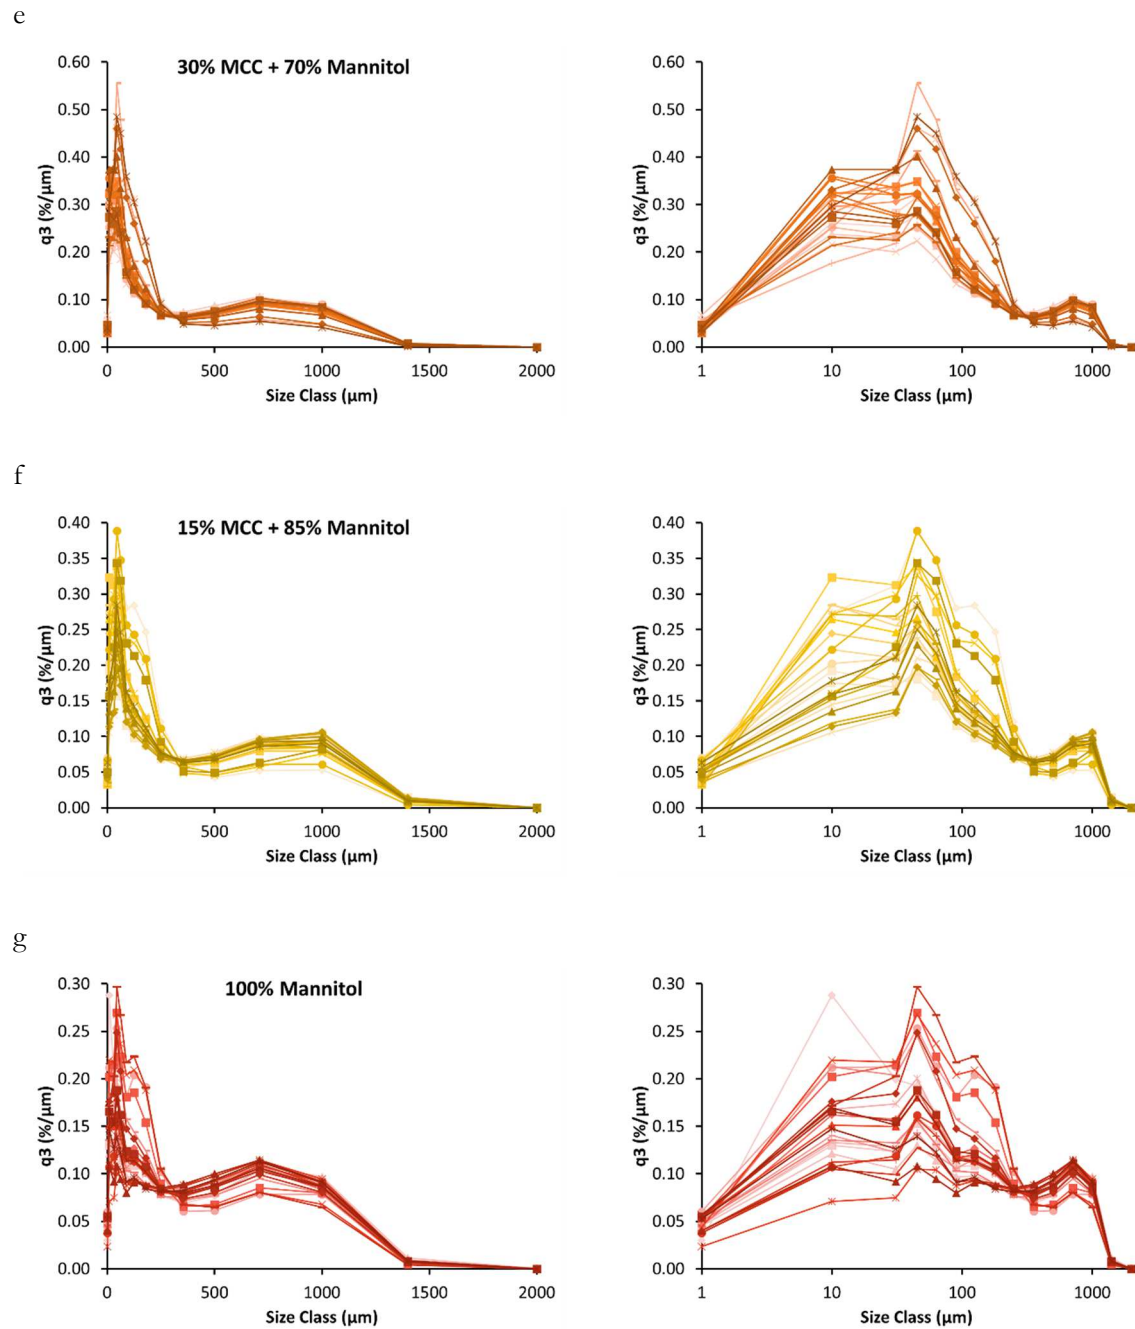 e
30% MCC + 70% Mannitol
q3 (%/µm)
0.60
0.50
0.40
0.30
0.20
0.10
0.00
0 500 1000 1500 2000
Size Class (µm)
q3 (%/µm)
0.60
0.50
0.40
0.30
0.20
0.10
0.00
1 10 100 1000
Size Class (µm)
f
15% MCC + 85% Mannitol
q3 (%/µm)
0.40
0.35
0.30
0.25
0.20
0.15
0.10
0.05
0.00
0 500 1000 1500 2000
Size Class (µm)
q3 (%/µm)
0.40
0.35
0.30
0.25
0.20
0.15
0.10
0.05
0.00
1 10 100 1000
Size Class (µm)
g
100% Mannitol
q3 (%/µm)
0.30
0.25
0.20
0.15
0.10
0.05
0.00
0 500 1000 1500 2000
Size Class (µm)
q3 (%/µm)
0.30
0.25
0.20
0.15
0.10
0.05
0.00
1 10 100 1000
Size Class (µm)